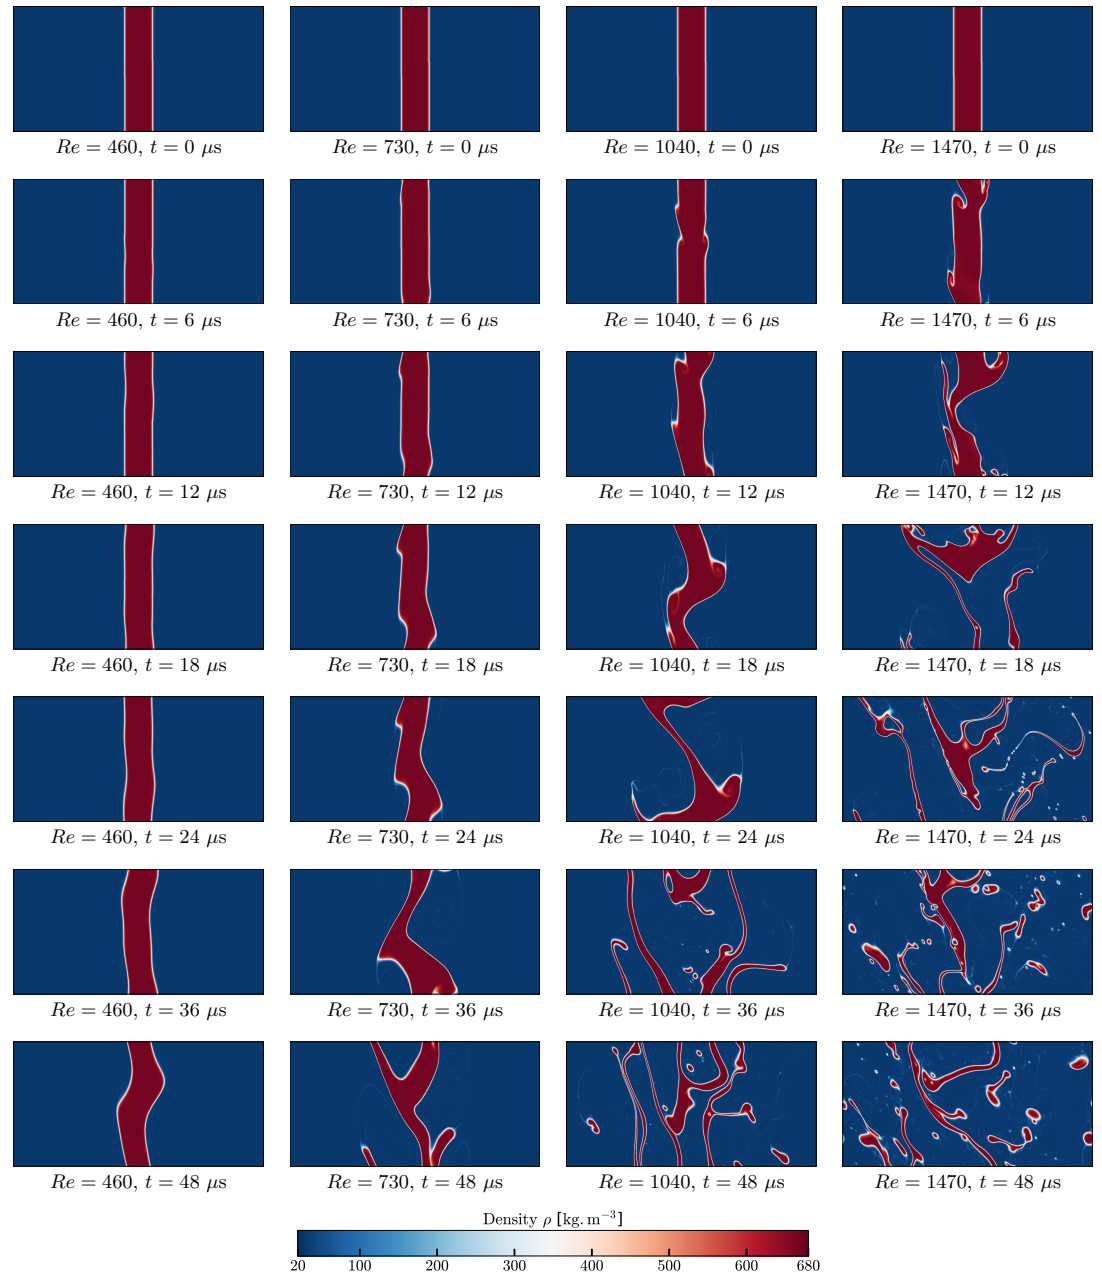 Re = 460, t = 0 μs Re = 730, t = 0 μs Re = 1040, t = 0 μs Re = 1470, t = 0 μs
Re = 460, t = 6 μs Re = 730, t = 6 μs Re = 1040, t = 6 μs Re = 1470, t = 6 μs
Re = 460, t = 12 μs Re = 730, t = 12 μs Re = 1040, t = 12 μs Re = 1470, t = 12 μs
Re = 460, t = 18 μs Re = 730, t = 18 μs Re = 1040, t = 18 μs Re = 1470, t = 18 μs
Re = 460, t = 24 μs Re = 730, t = 24 μs Re = 1040, t = 24 μs Re = 1470, t = 24 μs
Re = 460, t = 36 μs Re = 730, t = 36 μs Re = 1040, t = 36 μs Re = 1470, t = 36 μs
Re = 460, t = 48 μs Re = 730, t = 48 μs Re = 1040, t = 48 μs Re = 1470, t = 48 μs
Density ρ [kg.m⁻³]
20 100 200 300 400 500 600 680